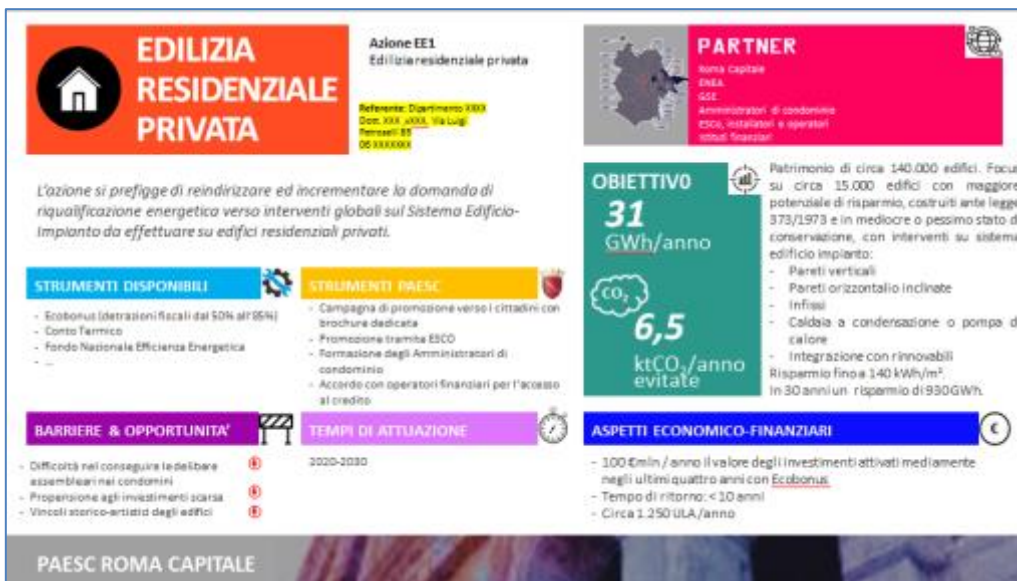 EDILIZIA
RESIDENZIALE
PRIVATA
Azione EE1
Edilizia residenziale privata
Referente: Dipartimento XXXX
Dott. XXX XXXX, Via Luigi
Petroselli 85
06 XXXXXXX
L'azione si prefigge di reindirizzare ed incrementare la domanda di
riqualificazione energetica verso interventi globali sul Sistema Edificio-
Impianto da effettuare su edifici residenziali privati.
PARTNER
Roma Capitale
ENEA
GSE
Amministratori di condominio
ESCo, installatori e operatori
Istituti finanziari
OBIETTIVO
31
GWh/anno
CO2
6,5
ktCO2/anno
evitate
Patrimonio di circa 140.000 edifici. Focus
su circa 15.000 edifici con maggiore
potenziale di risparmio, costruiti ante legge
373/1973 e in mediocre o pessimo stato d
conservazione, con interventi su sistema
edificio impianto:
- Pareti verticali
- Pareti orizzontali o inclinate
- Infissi
- Caldaia a condensazione o pompa d
calore
- Integrazione con rinnovabili
Risparmio fino a 140 kWh/m².
In 30 anni un risparmio di 930 GWh.
STRUMENTI DISPONIBILI
- Ecobonus (detrazioni fiscali dal 50% all'85%)
- Conto Termico
- Fondo Nazionale Efficienza Energetica
- ...
STRUMENTI PAESC
- Campagna di promozione verso i cittadini con
brochure dedicata
- Promozione tramite ESCO
- Formazione degli Amministratori di
condominio
- Accordo con operatori finanziari per l'accesso
al credito
BARRIERE & OPPORTUNITA'
- Difficoltà nel conseguire le delibere
assembleari nei condomini
- Propensione agli investimenti scarsa
- Vincoli storico-artistici degli edifici
TEMPI DI ATTUAZIONE
2020-2030
ASPETTI ECONOMICO-FINANZIARI
€
- 100 €mln / anno il valore degli investimenti attivati mediamente
negli ultimi quattro anni con Ecobonus
- Tempo di ritorno: < 10 anni
- Circa 1.250 ULA/anno
PAESC ROMA CAPITALE